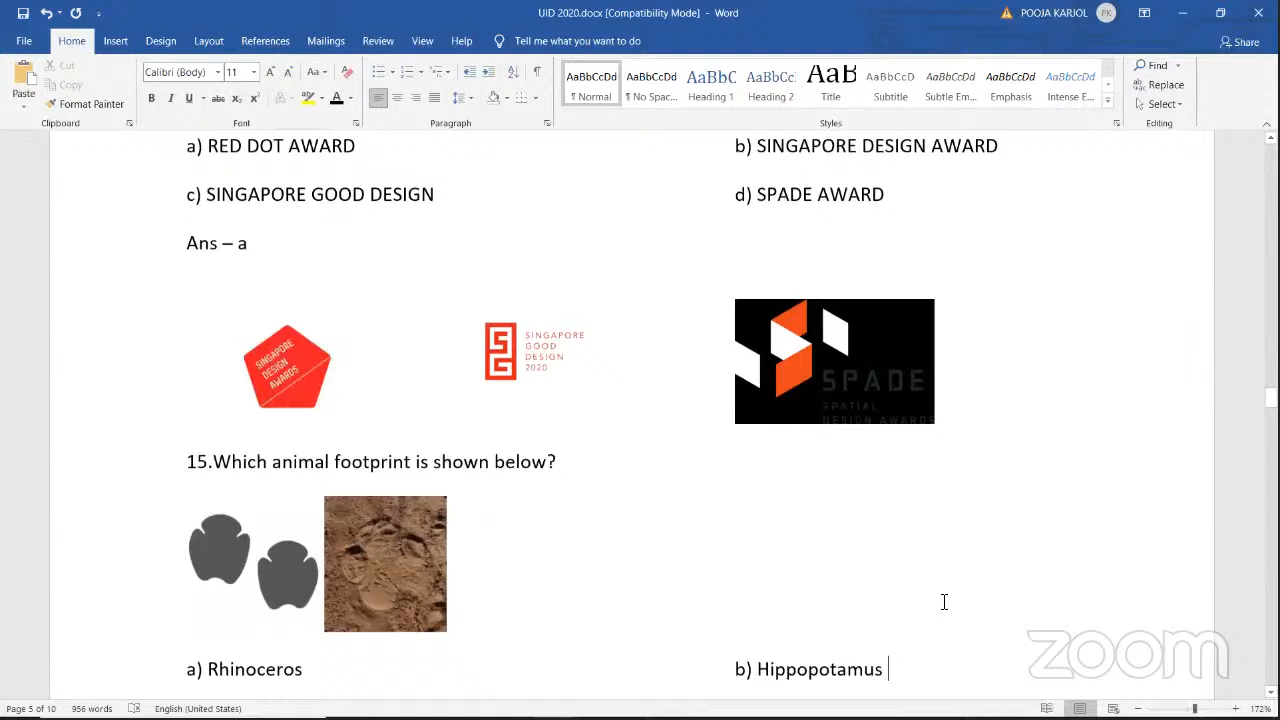 UID 2020.docx [Compatibility Mode] - Word
POOJA KARJOL PK
File Home Insert Design Layout References Mailings Review View Help Tell me what you want to do Share
Paste
Cut
Copy
Format Painter
Clipboard
Calibri (Body) 11
Font
Paragraph
AaBbCcDd AaBbCcDd AaBbC AaBbCc AaB AaBbCcDd AaBbCcDd AaBbCcDd AaBbCcDd
¶ Normal ¶ No Spac... Heading 1 Heading 2 Title Subtitle Subtle Em... Emphasis Intense E...
Styles
Find
Replace
Select
Editing
a) RED DOT AWARD b) SINGAPORE DESIGN AWARD
c) SINGAPORE GOOD DESIGN d) SPADE AWARD
Ans – a
SINGAPORE
DESIGN
AWARDS
SINGAPORE
GOOD
DESIGN
2020
SPADE
SPATIAL
DESIGN AWARDS
15.Which animal footprint is shown below?
a) Rhinoceros b) Hippopotamus
zoom
Page 5 of 10 956 words English (United States) 172%